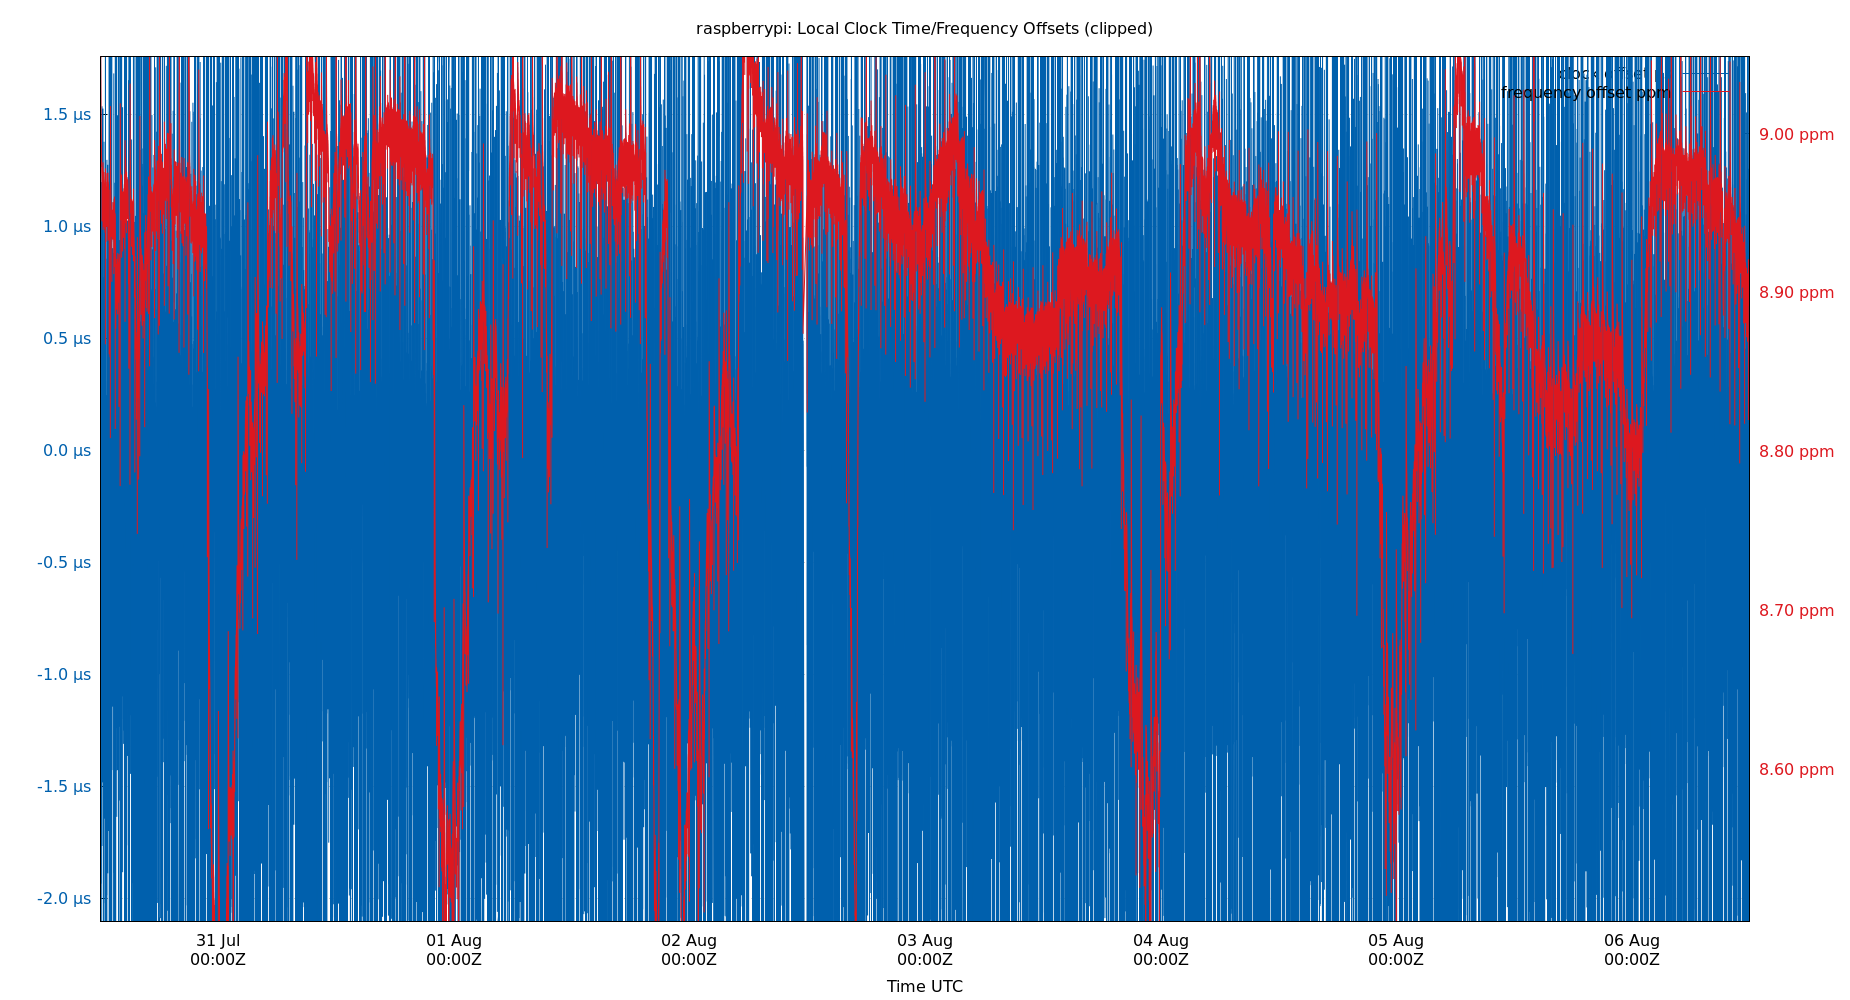 raspberrypi: Local Clock Time/Frequency Offsets (clipped)
clock offset
frequency offset ppm
1.5 µs
1.0 µs
0.5 µs
0.0 µs
-0.5 µs
-1.0 µs
-1.5 µs
-2.0 µs
9.00 ppm
8.90 ppm
8.80 ppm
8.70 ppm
8.60 ppm
31 Jul
00:00Z
01 Aug
00:00Z
02 Aug
00:00Z
03 Aug
00:00Z
04 Aug
00:00Z
05 Aug
00:00Z
06 Aug
00:00Z
Time UTC